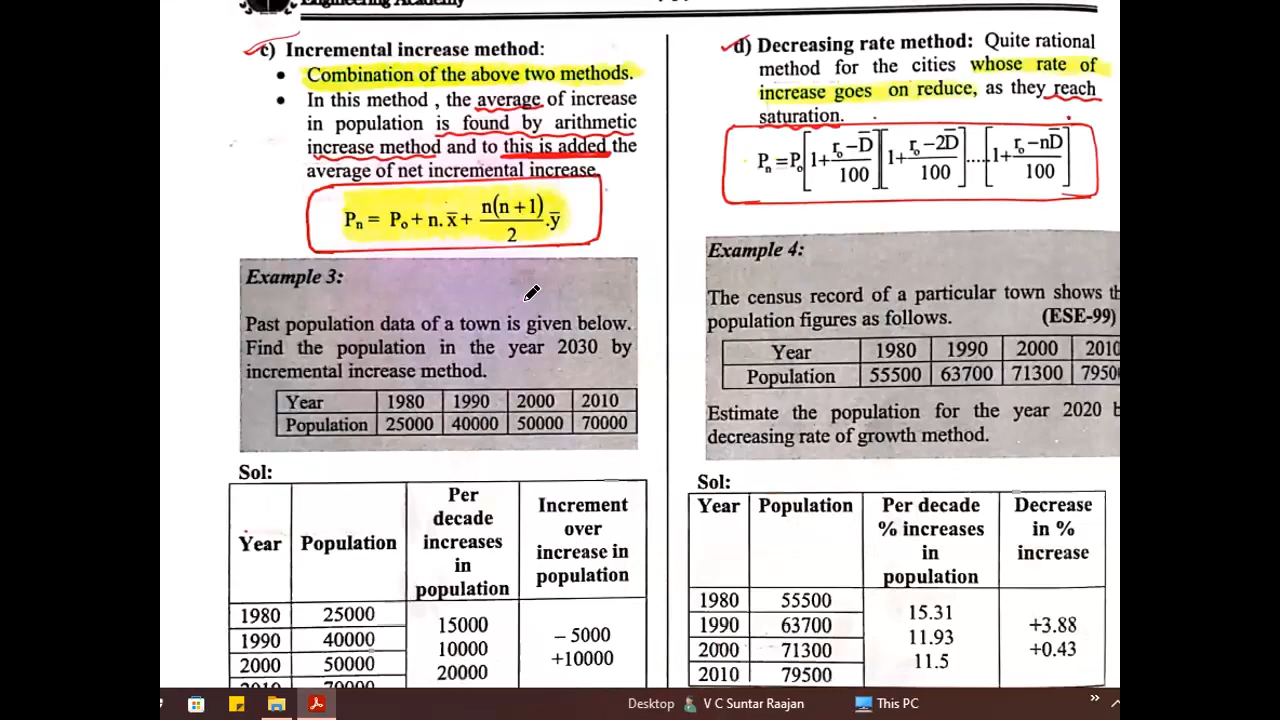 Engineering Academy
c) Incremental increase method:
• Combination of the above two methods.
• In this method , the average of increase
in population is found by arithmetic
increase method and to this is added the
average of net incremental increase.
Pₙ = Pₒ + n. x̄ + n(n + 1)/2 .ȳ
Example 3:
Past population data of a town is given below.
Find the population in the year 2030 by
incremental increase method.
Year 1980 1990 2000 2010
Population 25000 40000 50000 70000
Sol:
Year Population Per decade increases in population Increment over increase in population
1980 25000
1990 40000
2000 50000
2010 70000
15000
10000
20000
– 5000
+10000
d) Decreasing rate method: Quite rational
method for the cities whose rate of
increase goes on reduce, as they reach
saturation.
Pₙ = Pₒ [1+ (rₒ – D̄)/100] [1+ (rₒ – 2D̄)/100] ..... [1+ (rₒ – nD̄)/100]
Example 4:
The census record of a particular town shows th
population figures as follows. (ESE-99)
Year 1980 1990 2000 2010
Population 55500 63700 71300 7950
Estimate the population for the year 2020 b
decreasing rate of growth method.
Sol:
Year Population Per decade % increases in population Decrease in % increase
1980 55500
1990 63700
2000 71300
2010 79500
15.31
11.93
11.5
+3.88
+0.43
Desktop V C Suntar Raajan This PC »